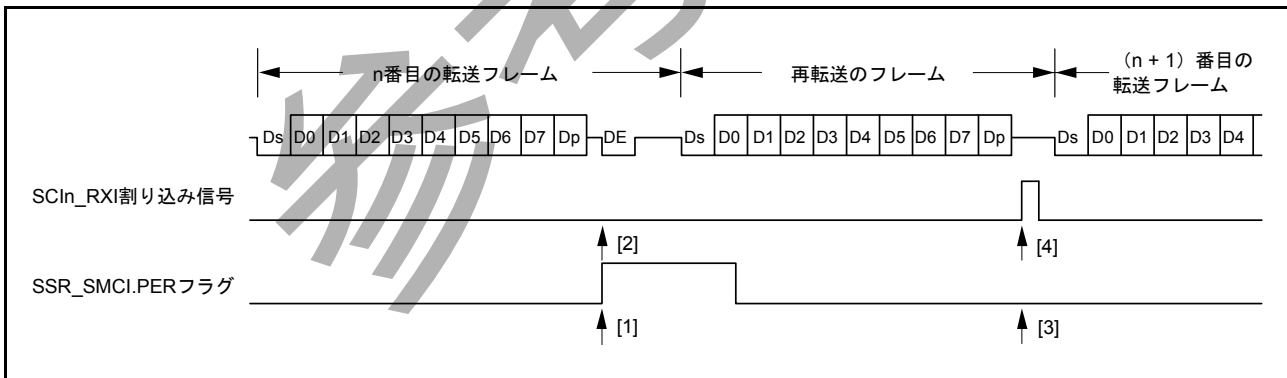 n番目の転送フレーム
再転送のフレーム
（n + 1）番目の
転送フレーム
Ds D0 D1 D2 D3 D4 D5 D6 D7 Dp DE Ds D0 D1 D2 D3 D4 D5 D6 D7 Dp Ds D0 D1 D2 D3 D4
SCIn_RXI割り込み信号
[2] [4]
SSR_SMCI.PERフラグ
[1] [3]